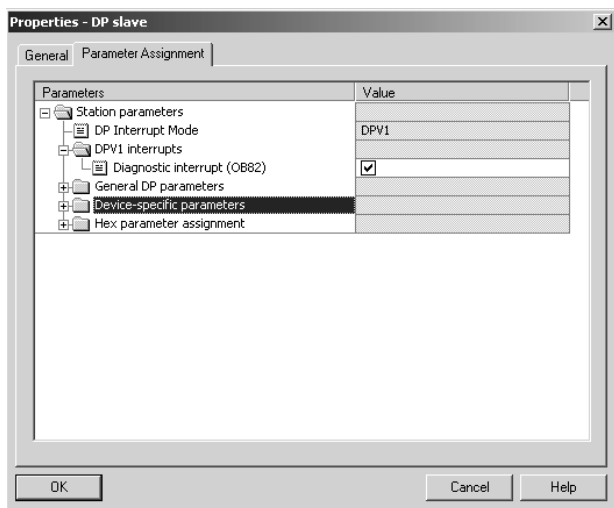 Properties - DP slave
General Parameter Assignment
Parameters Value
Station parameters
DP Interrupt Mode DPV1
DPV1 interrupts
Diagnostic interrupt (OB82)
General DP parameters
Device-specific parameters
Hex parameter assignment
OK Cancel Help